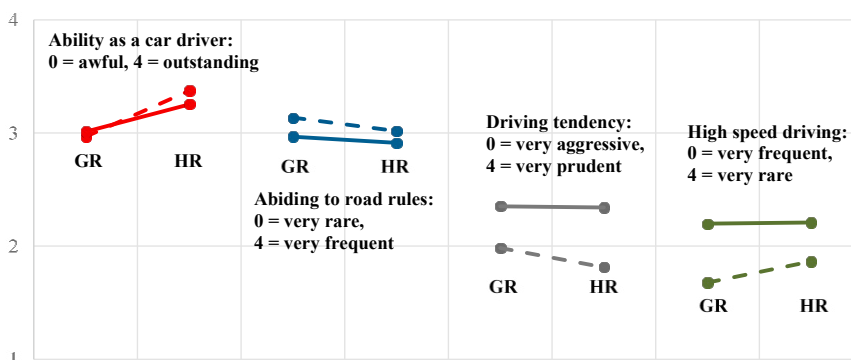 4
Ability as a car driver:
0 = awful, 4 = outstanding
3
GR
HR
GR
HR
Abiding to road rules:
0 = very rare,
4 = very frequent
Driving tendency:
0 = very aggressive,
4 = very prudent
High speed driving:
0 = very frequent,
4 = very rare
2
GR
HR
GR
HR
1